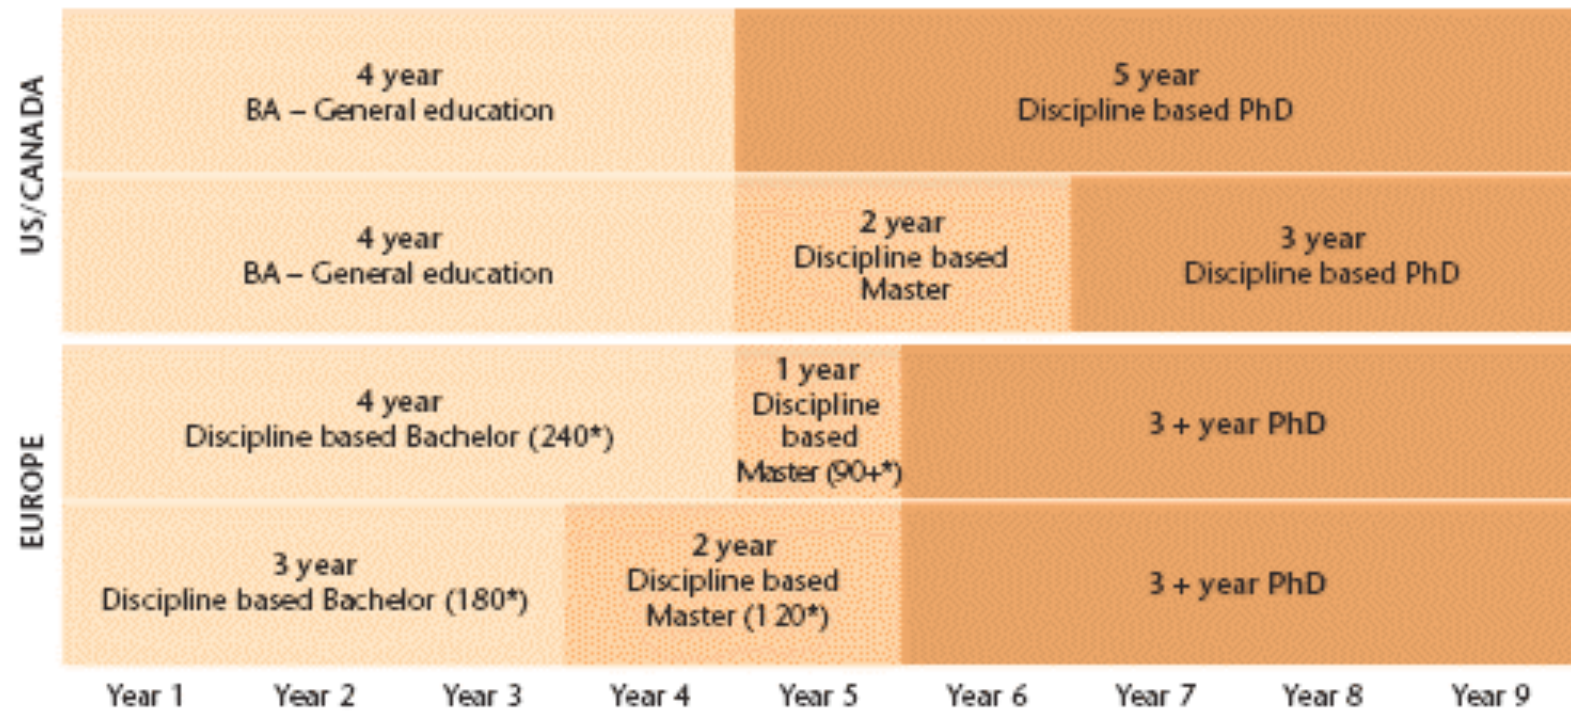 US/CANADA
4 year
BA – General education
5 year
Discipline based PhD
4 year
BA – General education
2 year
Discipline based
Master
3 year
Discipline based PhD
EUROPE
4 year
Discipline based Bachelor (240*)
1 year
Discipline
based
Master (90+*)
3 + year PhD
3 year
Discipline based Bachelor (180*)
2 year
Discipline based
Master (120*)
3 + year PhD
Year 1 Year 2 Year 3 Year 4 Year 5 Year 6 Year 7 Year 8 Year 9